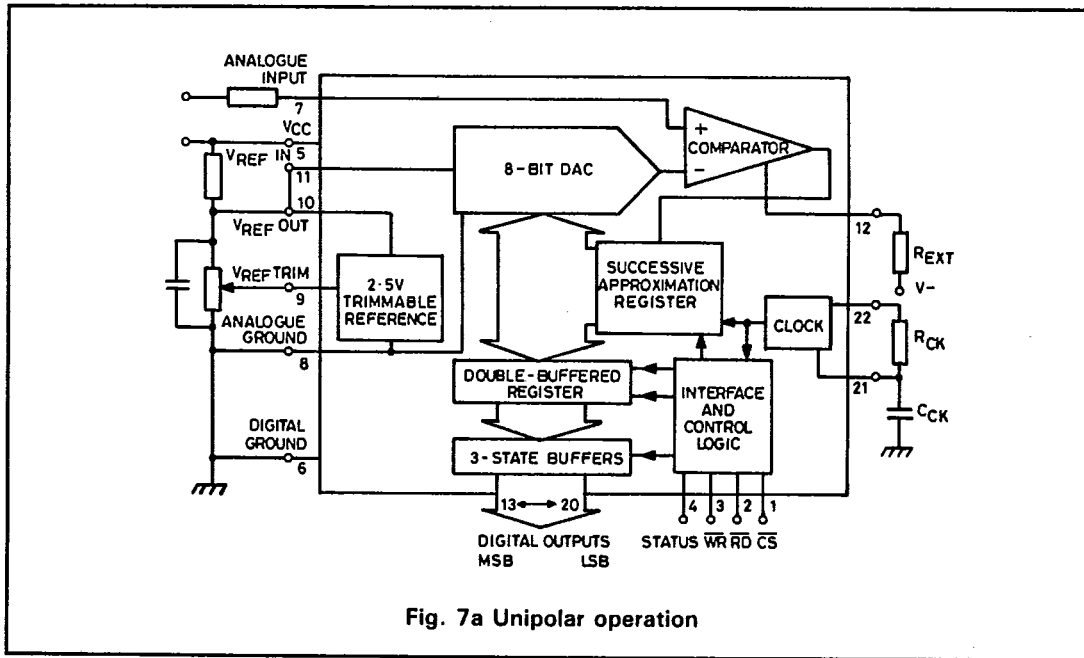 ANALOGUE
INPUT
7
VCC
5
VREF IN
11
10
VREF OUT
VREF TRIM
9
ANALOGUE
GROUND
8
DIGITAL
GROUND
6
8-BIT DAC
+
COMPARATOR
-
12
REXT
V-
2·5V
TRIMMABLE
REFERENCE
SUCCESSIVE
APPROXIMATION
REGISTER
CLOCK
22
RCK
21
CCK
DOUBLE-BUFFERED
REGISTER
INTERFACE
AND
CONTROL
LOGIC
3-STATE BUFFERS
13 20
4 3 2 1
DIGITAL OUTPUTS
MSB LSB
STATUS W̅R̅ R̅D̅ C̅S̅
Fig. 7a Unipolar operation